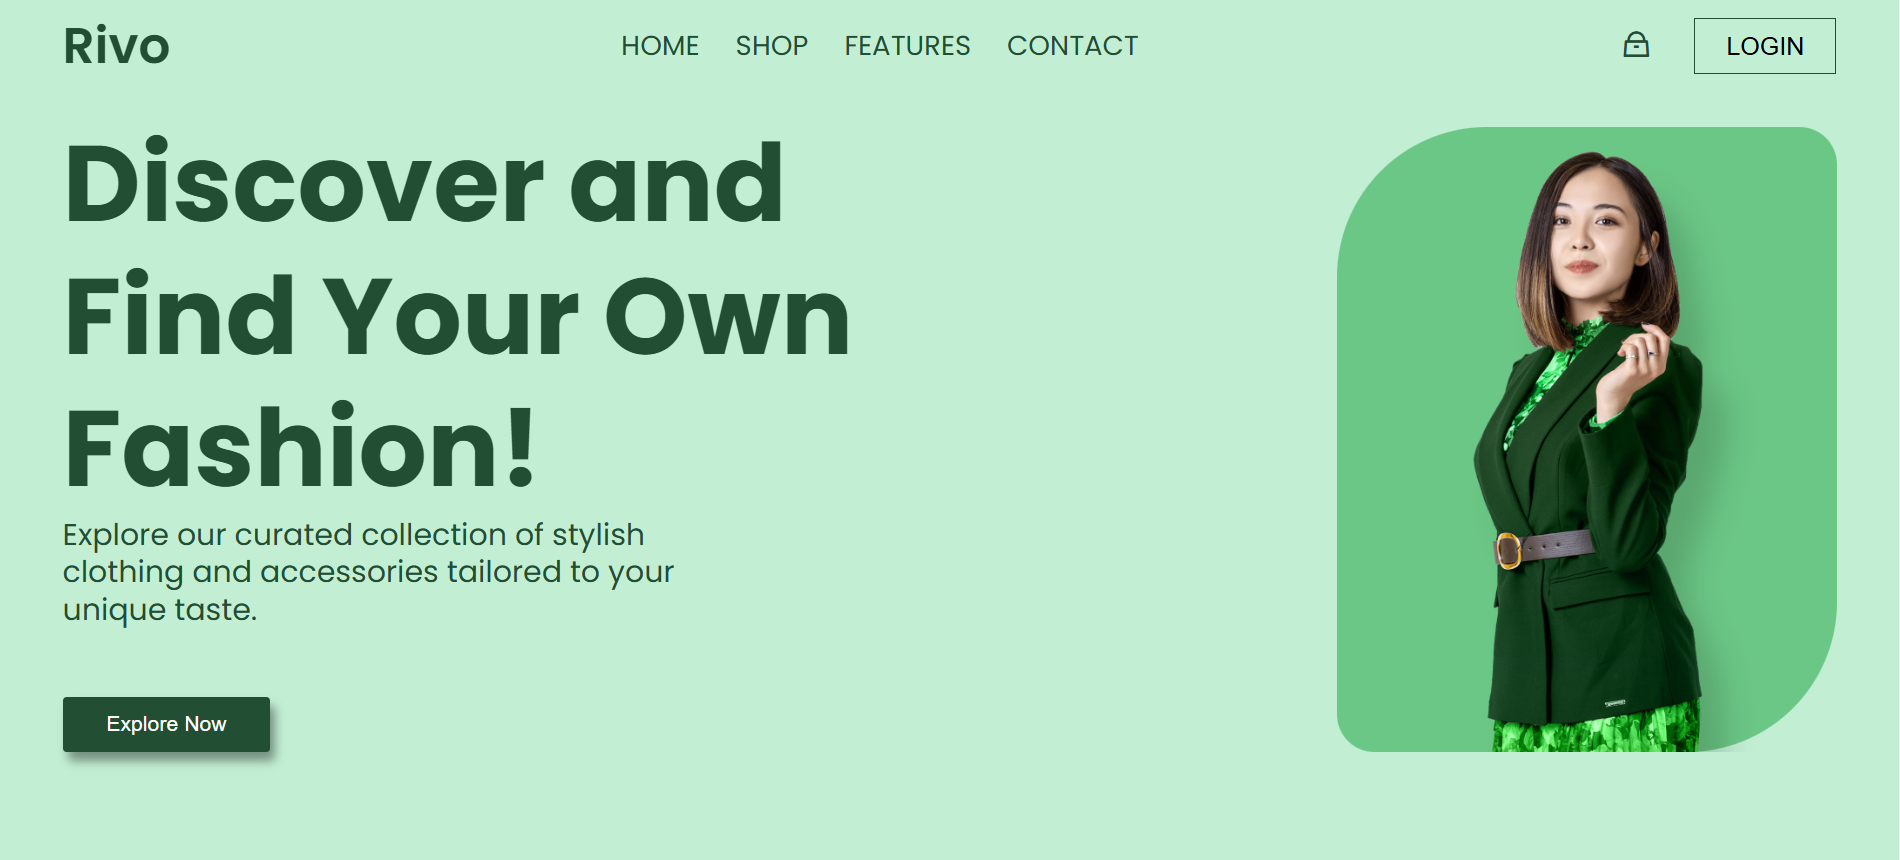 Rivo
HOME SHOP FEATURES CONTACT
LOGIN
Discover and
Find Your Own
Fashion!
Explore our curated collection of stylish
clothing and accessories tailored to your
unique taste.
Explore Now